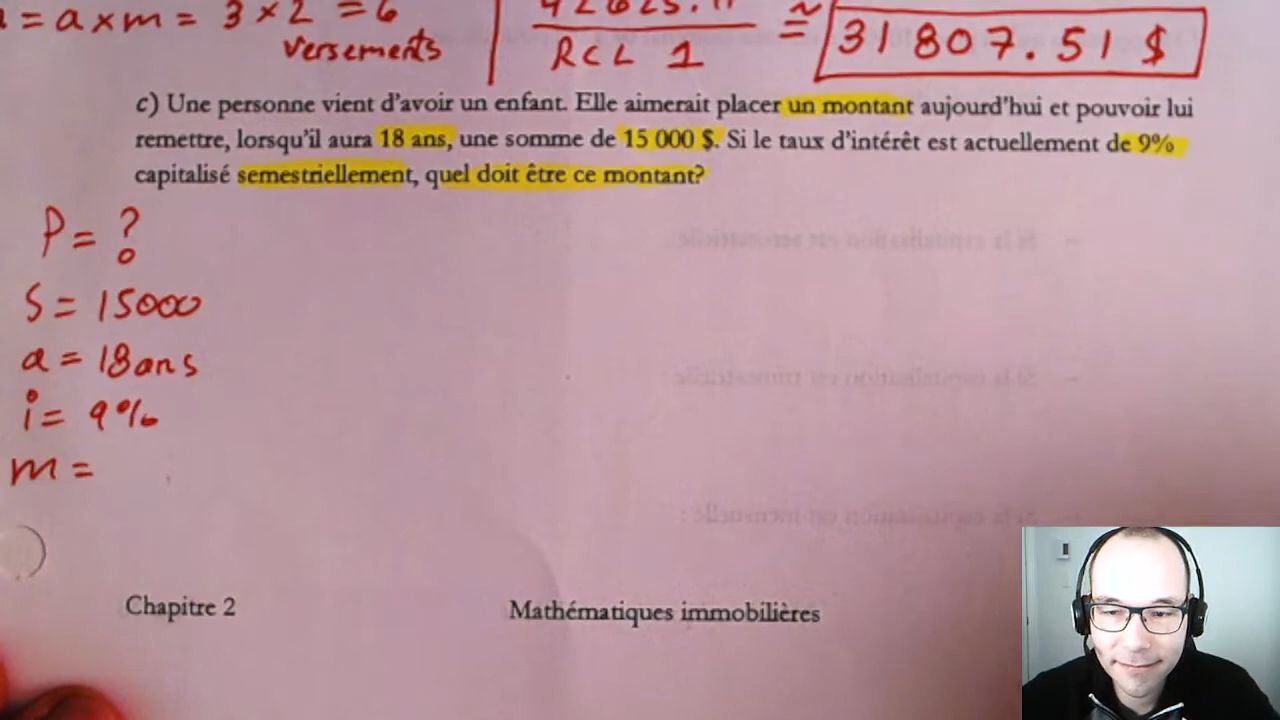 = a × m = 3 × 2 = 6
versements
RCL 1
≅ 31 807.51 $
c) Une personne vient d'avoir un enfant. Elle aimerait placer un montant aujourd'hui et pouvoir lui
remettre, lorsqu'il aura 18 ans, une somme de 15 000 $. Si le taux d'intérêt est actuellement de 9%
capitalisé semestriellement, quel doit être ce montant?
P = ?
S = 15000
a = 18 ans
i = 9%
m =
Chapitre 2
Mathématiques immobilières